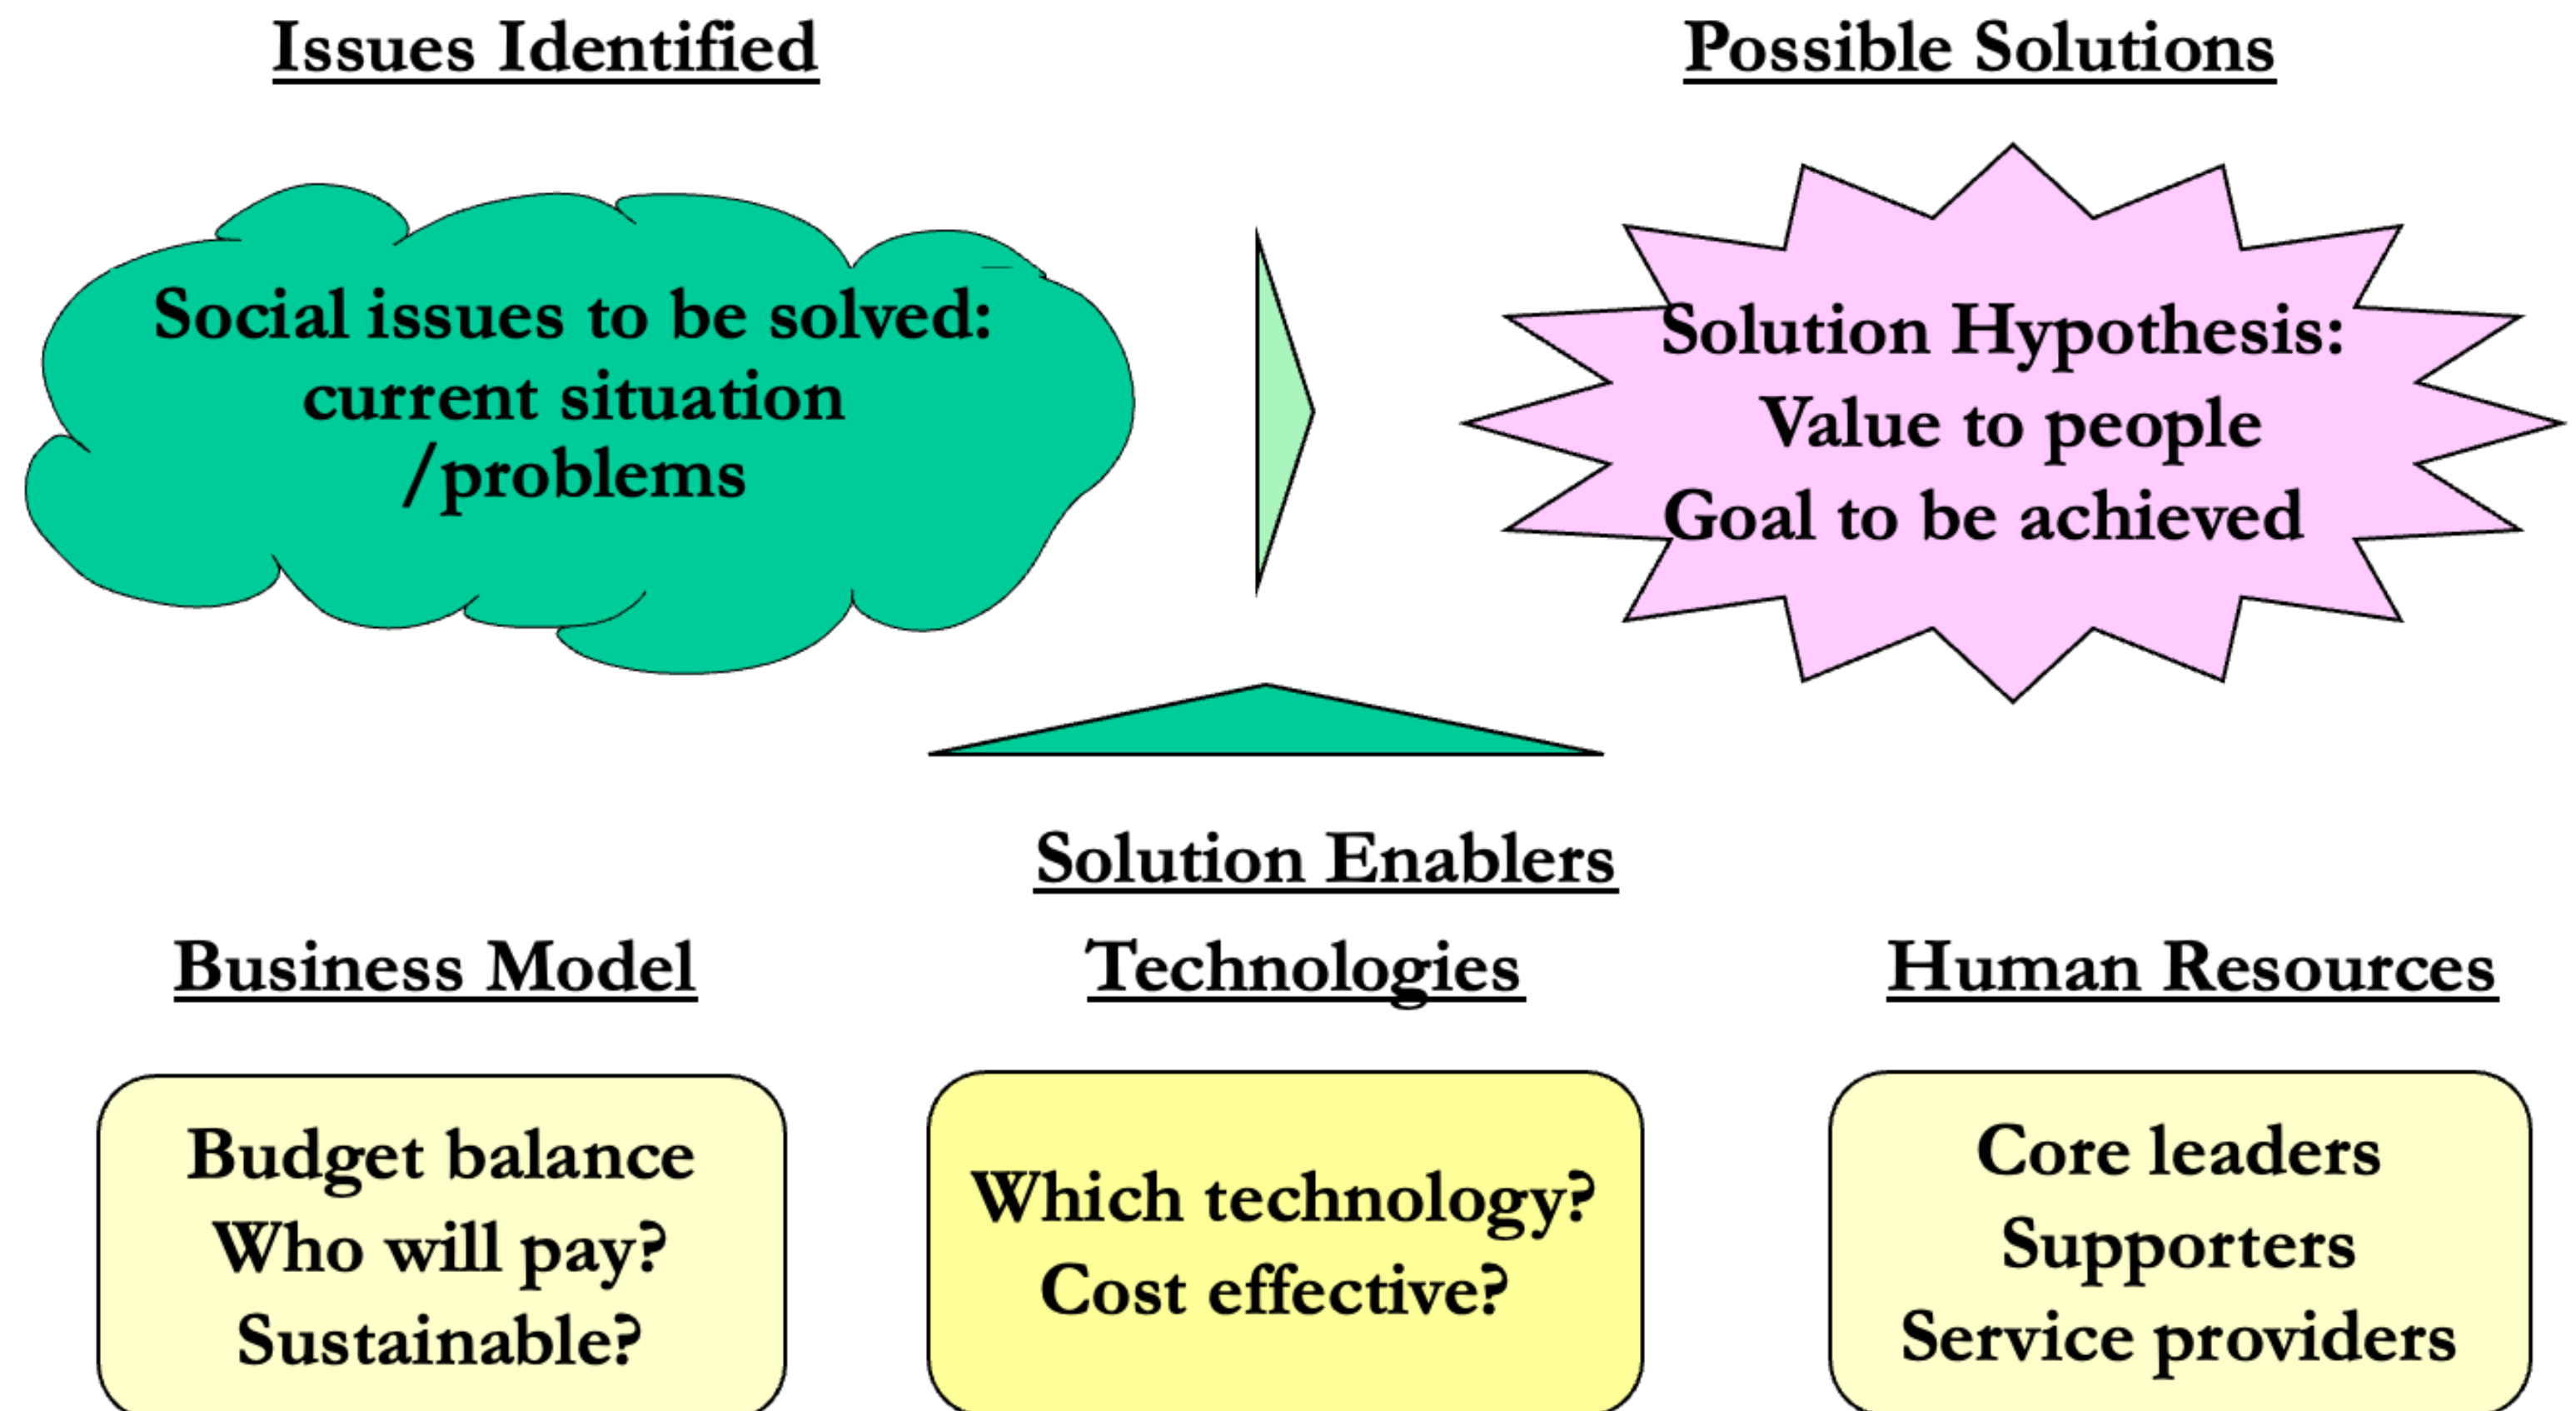 Issues Identified
Possible Solutions
Social issues to be solved:
current situation
/problems
Solution Hypothesis:
Value to people
Goal to be achieved
Solution Enablers
Business Model
Technologies
Human Resources
Budget balance
Who will pay?
Sustainable?
Which technology?
Cost effective?
Core leaders
Supporters
Service providers